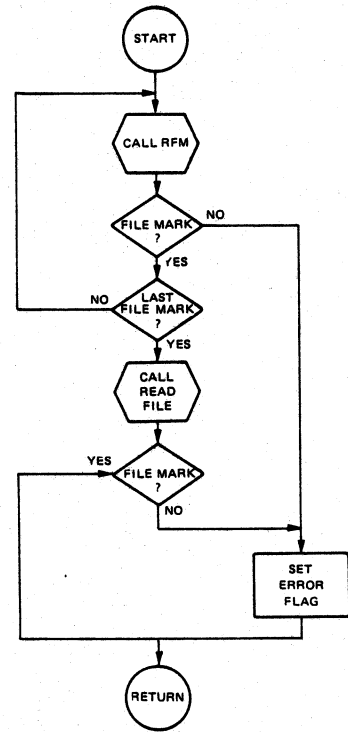 START
CALL RFM
FILE MARK
?
NO
YES
LAST
FILE MARK
?
NO
YES
CALL
READ
FILE
YES
FILE MARK
?
NO
SET
ERROR
FLAG
RETURN